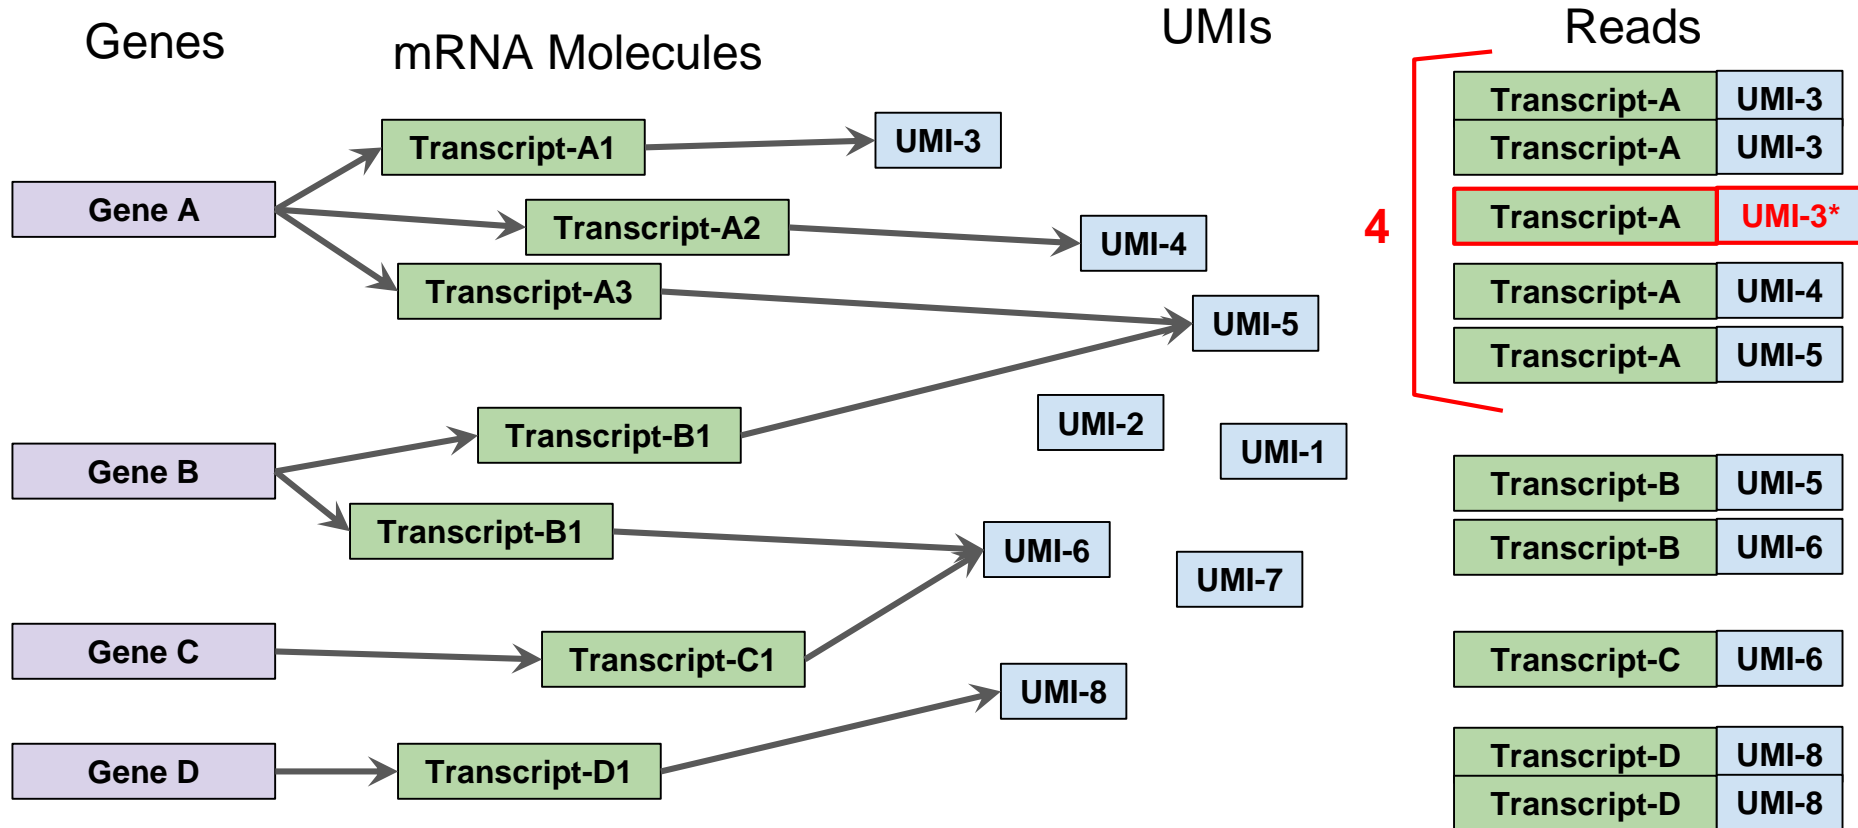 Genes
mRNA Molecules
UMIs
Reads
Transcript-A1
UMI-3
Gene A
Transcript-A2
UMI-4
Transcript-A3
UMI-5
Transcript-B1
UMI-2
UMI-1
Gene B
Transcript-B1
UMI-6
UMI-7
Gene C
Transcript-C1
UMI-8
Gene D
Transcript-D1
4
Transcript-A UMI-3
Transcript-A UMI-3
Transcript-A UMI-3*
Transcript-A UMI-4
Transcript-A UMI-5
Transcript-B UMI-5
Transcript-B UMI-6
Transcript-C UMI-6
Transcript-D UMI-8
Transcript-D UMI-8